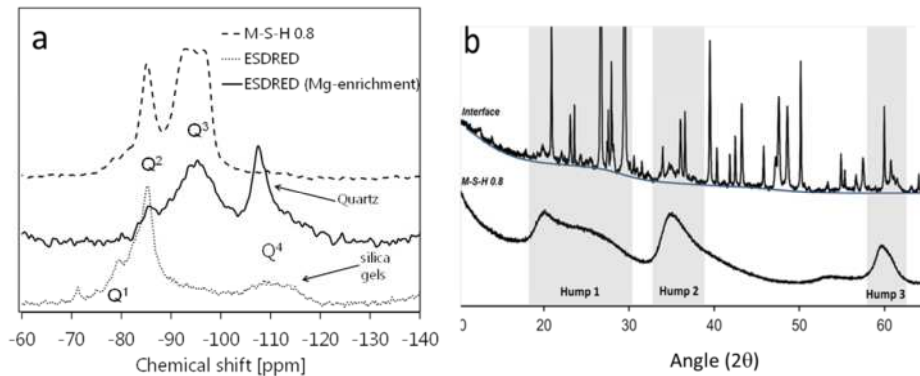 a
M-S-H 0.8
ESDRED
ESDRED (Mg-enrichment)
Q3
Q2
Quartz
Q4
silica
gels
Q1
-60 -70 -80 -90 -100 -110 -120 -130 -140
Chemical shift [ppm]
b
Interface
M-S-H 0.8
Hump 1
Hump 2
Hump 3
20 30 40 50 60
Angle (2θ)